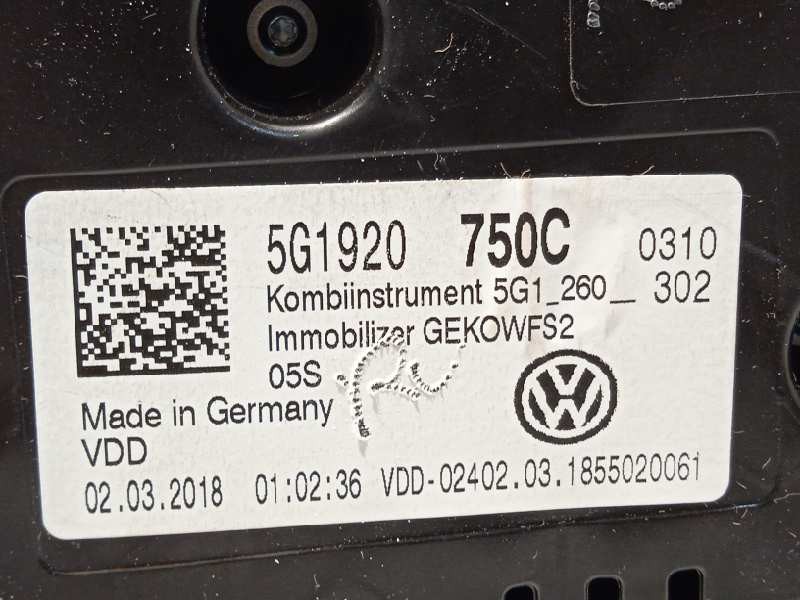 5G1920 750C 0310
Kombiinstrument 5G1_260__ 302
Immobilizer GEKOWFS2
05S
Made in Germany
VDD
02.03.2018 01:02:36 VDD-02402.03.1855020061